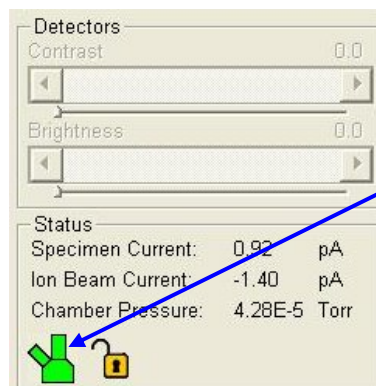 Detectors
Contrast 0.0
Brightness 0.0
Status
Specimen Current: 0.92 pA
Ion Beam Current: -1.40 pA
Chamber Pressure: 4.28E-5 Torr